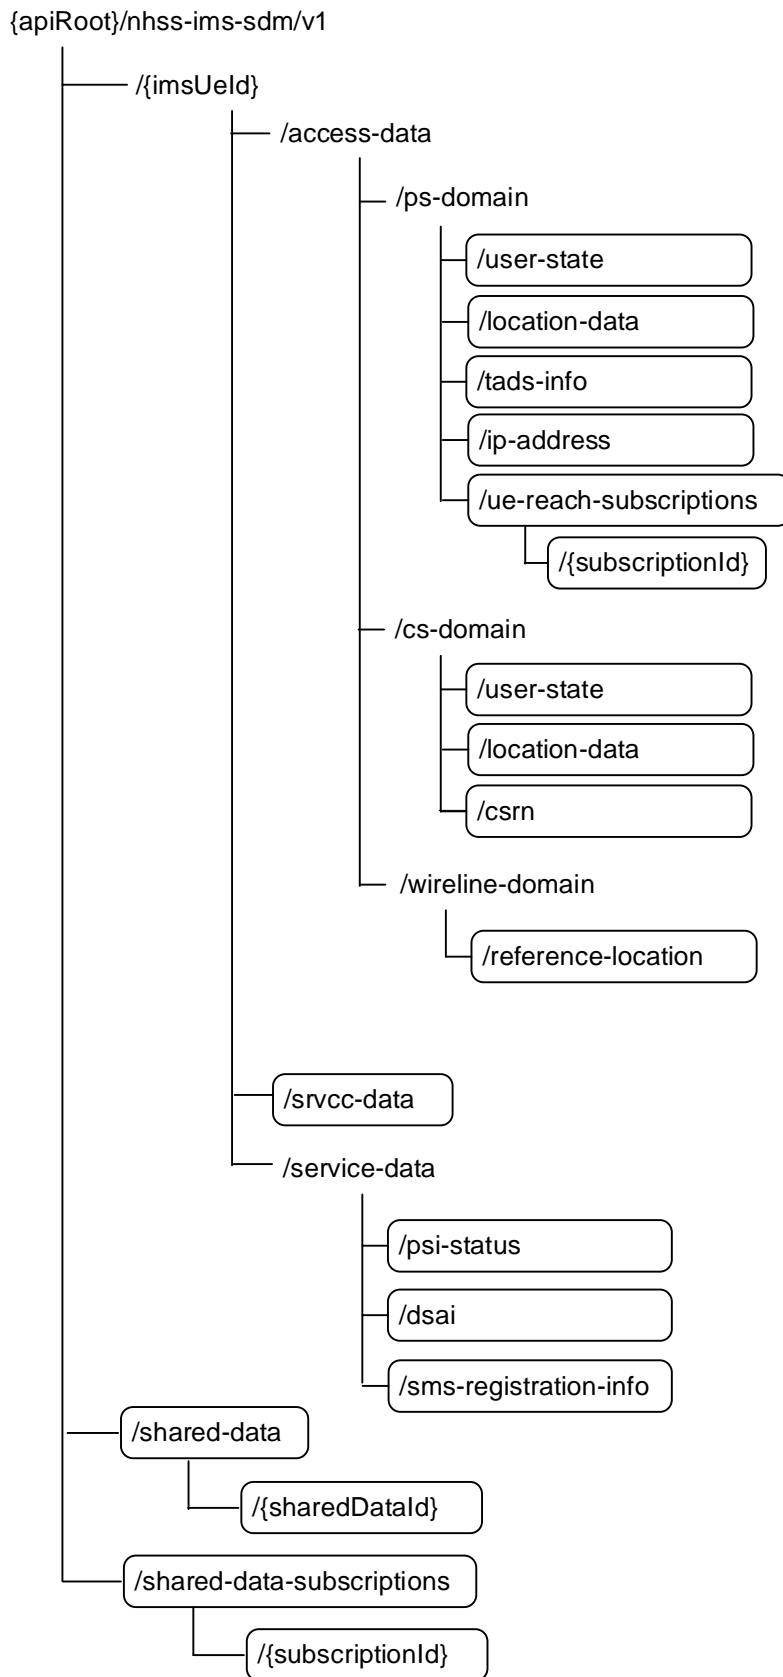 {apiRoot}/nhss-ims-sdm/v1
/{imsUeId}
/access-data
/ps-domain
/user-state
/location-data
/tads-info
/ip-address
/ue-reach-subscriptions
/{subscriptionId}
/cs-domain
/user-state
/location-data
/csrn
/wireline-domain
/reference-location
/srvcc-data
/service-data
/psi-status
/dsai
/sms-registration-info
/shared-data
/{sharedDataId}
/shared-data-subscriptions
/{subscriptionId}